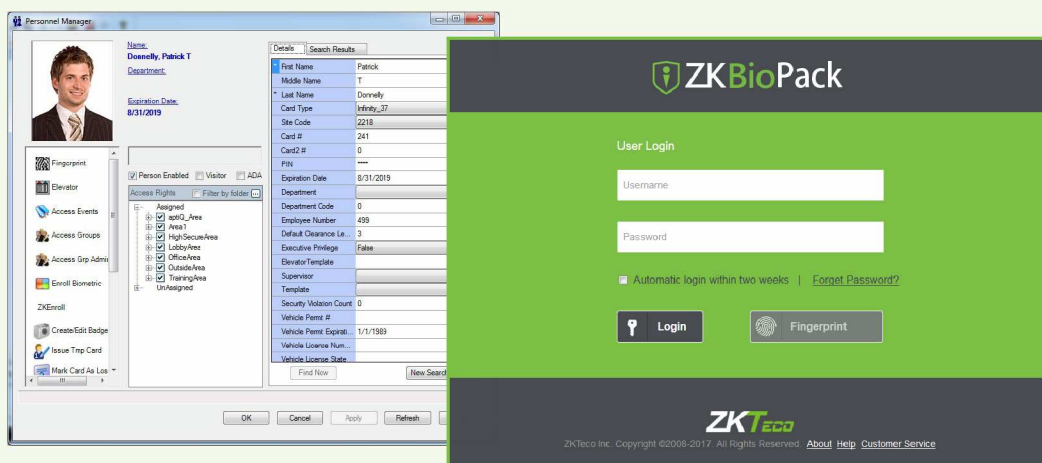 Personnel Manager
Name:
Donnelly, Patrick T
Department:
Expiration Date:
8/31/2019
Fingerprint
Elevator
Access Events
Access Groups
Access Grp Admi
Enroll Biometric
ZKEnroll
Create/Edit Badge
Issue Tmp Card
Mark Card As Los
Person Enabled Visitor ADA
Access Rights Filter by folder ...
Assigned
aptiQ_Area
Area1
HighSecureArea
LobbyArea
OfficeArea
OutsideArea
TrainingArea
UnAssigned
Details Search Results
* First Name Patrick
Middle Name T
* Last Name Donnelly
Card Type Infinity_37
Site Code 2218
Card # 241
Card2 # 0
PIN ****
Expiration Date 8/31/2019
Department
Department Code 0
Employee Number 499
Default Clearance Le... 3
Executive Privilege False
ElevatorTemplate
Supervisor
Template
Security Violation Count 0
Vehicle Permt #
Vehicle Permt Expirati... 1/1/1989
Vehicle License Num...
Vehicle License State
Find Now New Search
OK Cancel Apply Refresh
ZKBioPack
User Login
Username
Password
Automatic login within two weeks | Forget Password?
Login Fingerprint
ZKTECO
ZKTeco Inc. Copyright ©2008-2017. All Rights Reserved. About Help Customer Service